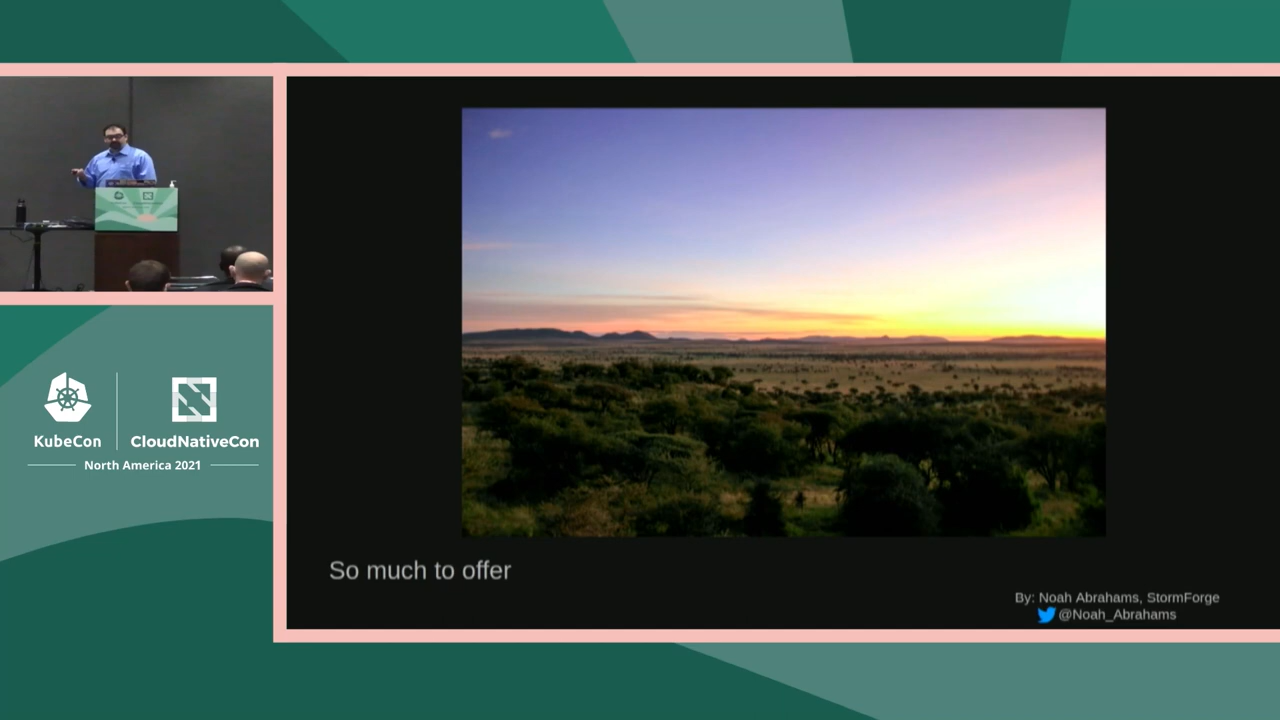 KubeCon
CloudNativeCon
North America 2021
So much to offer
By: Noah Abrahams, StormForge
@Noah_Abrahams